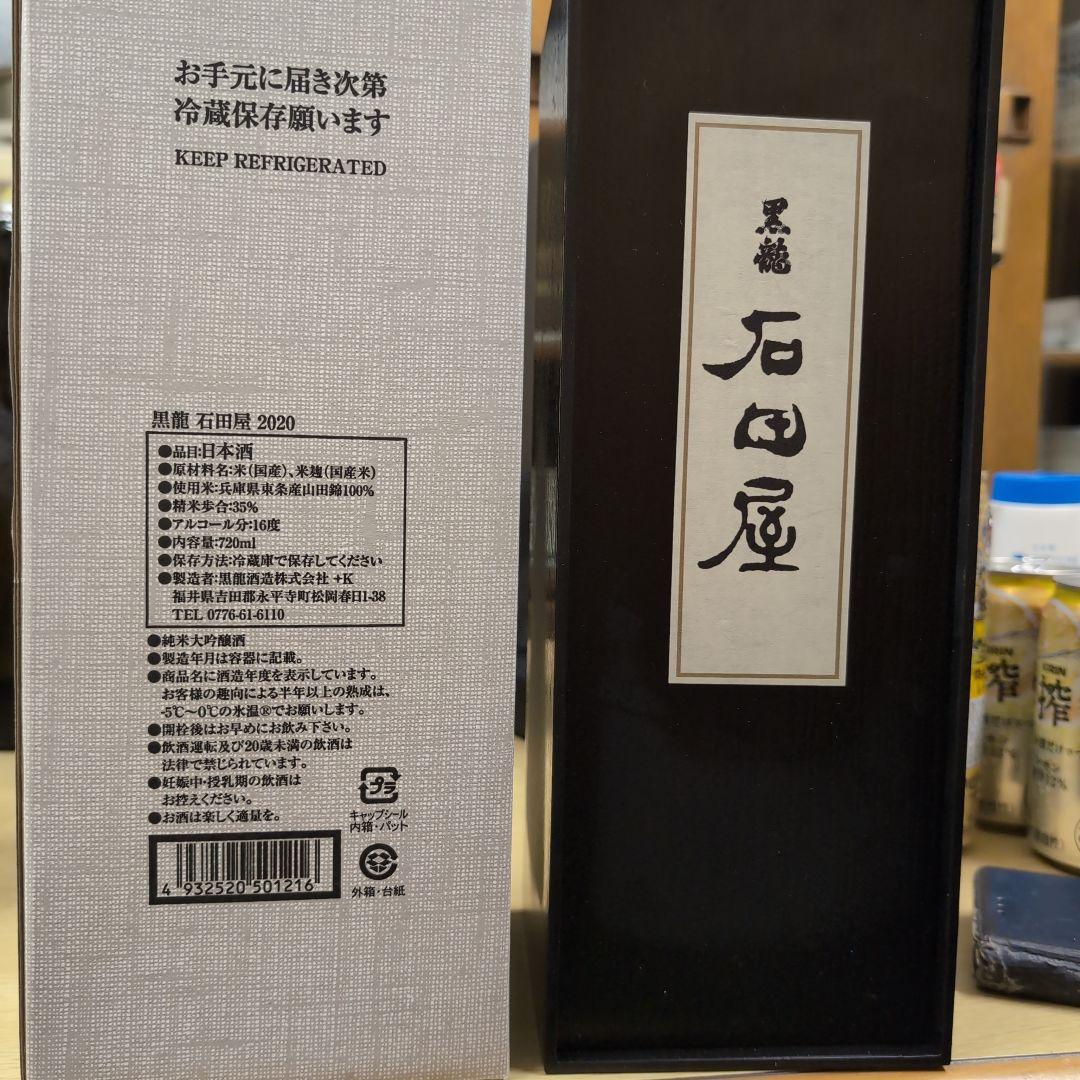 お手元に届き次第
冷蔵保存願います
KEEP REFRIGERATED
黒龍 石田屋 2020
●品目:日本酒
●原材料名:米(国産)、米麹(国産米)
●使用米:兵庫県東条産山田錦100%
●精米歩合:35%
●アルコール分:16度
●内容量:720ml
●保存方法:冷蔵庫で保存してください
●製造者:黒龍酒造株式会社 +K
福井県吉田郡永平寺町松岡春日1-38
TEL 0776-61-6110
●純米大吟醸酒
●製造年月は容器に記載。
●商品名に酒造年度を表示しています。
お客様の趣向による半年以上の熟成は、
-5℃〜0℃の氷温®でお願いします。
●開栓後はお早めにお飲み下さい。
●飲酒運転及び20歳未満の飲酒は
法律で禁じられています。
●妊娠中・授乳期の飲酒は
お控えください。
●お酒は楽しく適量を。
プラ
キャップシール
内箱・パット
外箱・台紙
4 932520 501216
黒龍
石田屋
搾
KIRIN
搾